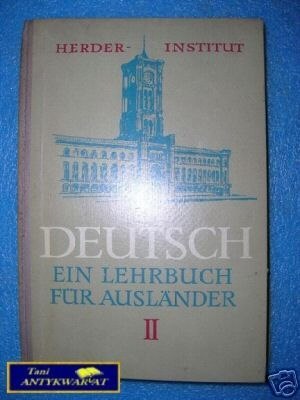 HERDER- INSTITUT
DEUTSCH
EIN LEHRBUCH
FÜR AUSLÄNDER
II
Tani
ANTYKWARIAT